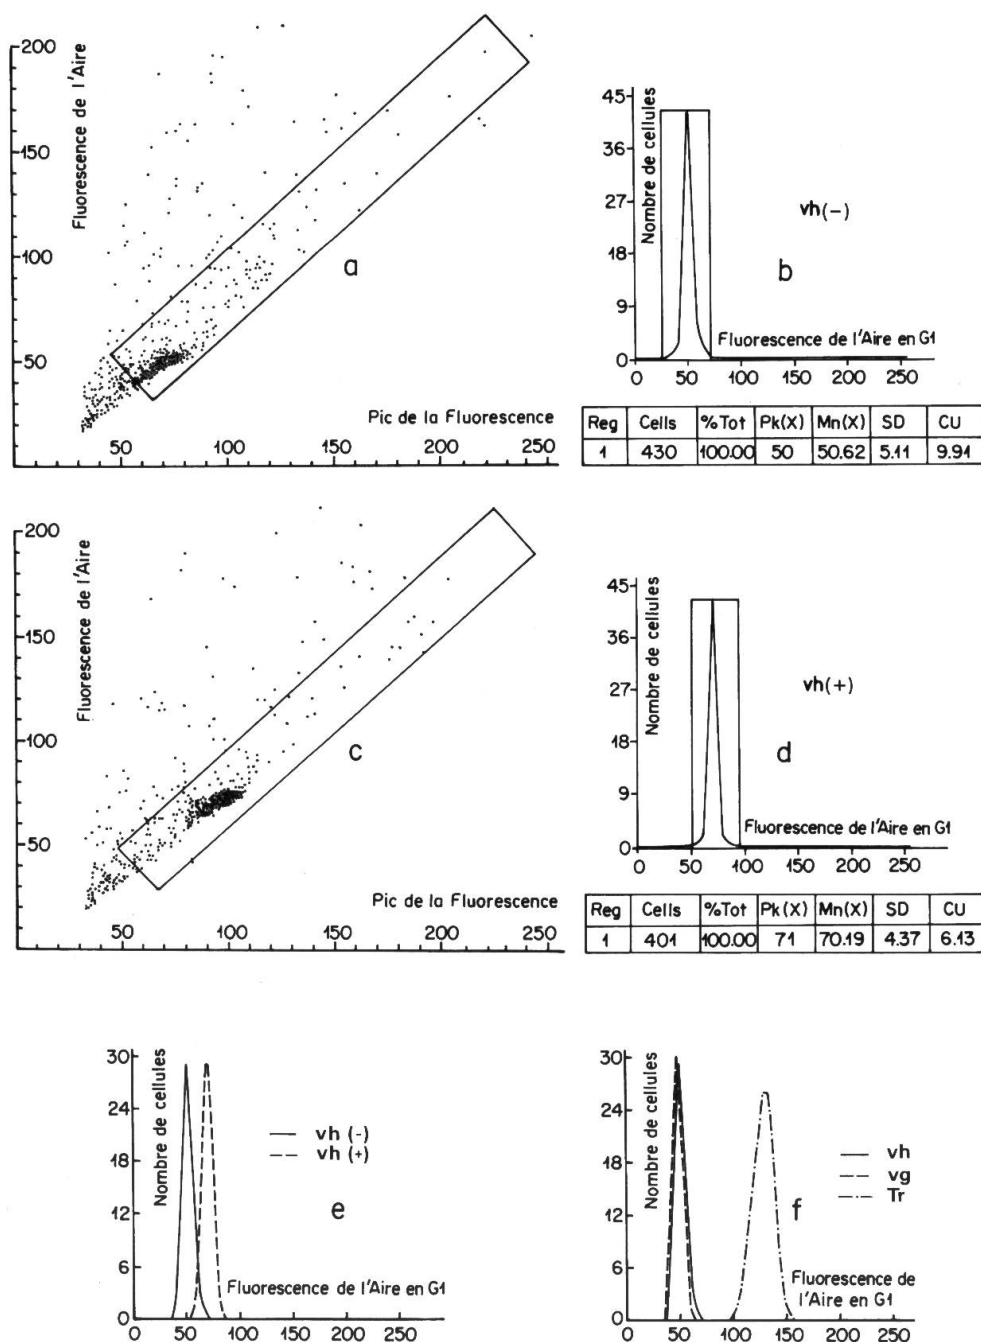 200
150
100
50
Fluorescence de l'Aire
a
Pic de la Fluorescence
50 100 150 200 250
45
36
27
18
9
0
Nombre de cellules
vh(-)
b
Fluorescence de l'Aire en G1
0 50 100 150 200 250
Reg Cells %Tot Pk(X) Mn(X) SD CU
1 430 100.00 50 50.62 5.11 9.91
200
150
100
50
Fluorescence de l'Aire
c
Pic de la Fluorescence
50 100 150 200 250
45
36
27
18
9
0
Nombre de cellules
vh(+)
d
Fluorescence de l'Aire en G1
0 50 100 150 200 250
Reg Cells %Tot Pk(X) Mn(X) SD CU
1 401 100.00 71 70.19 4.37 6.13
30
24
18
12
6
0
Nombre de cellules
vh (-)
vh (+)
e
Fluorescence de l'Aire en G1
0 50 100 150 200 250
30
24
18
12
6
0
Nombre de cellules
vh
vg
Tr
f
Fluorescence de
l'Aire en G1
0 50 100 150 200 250